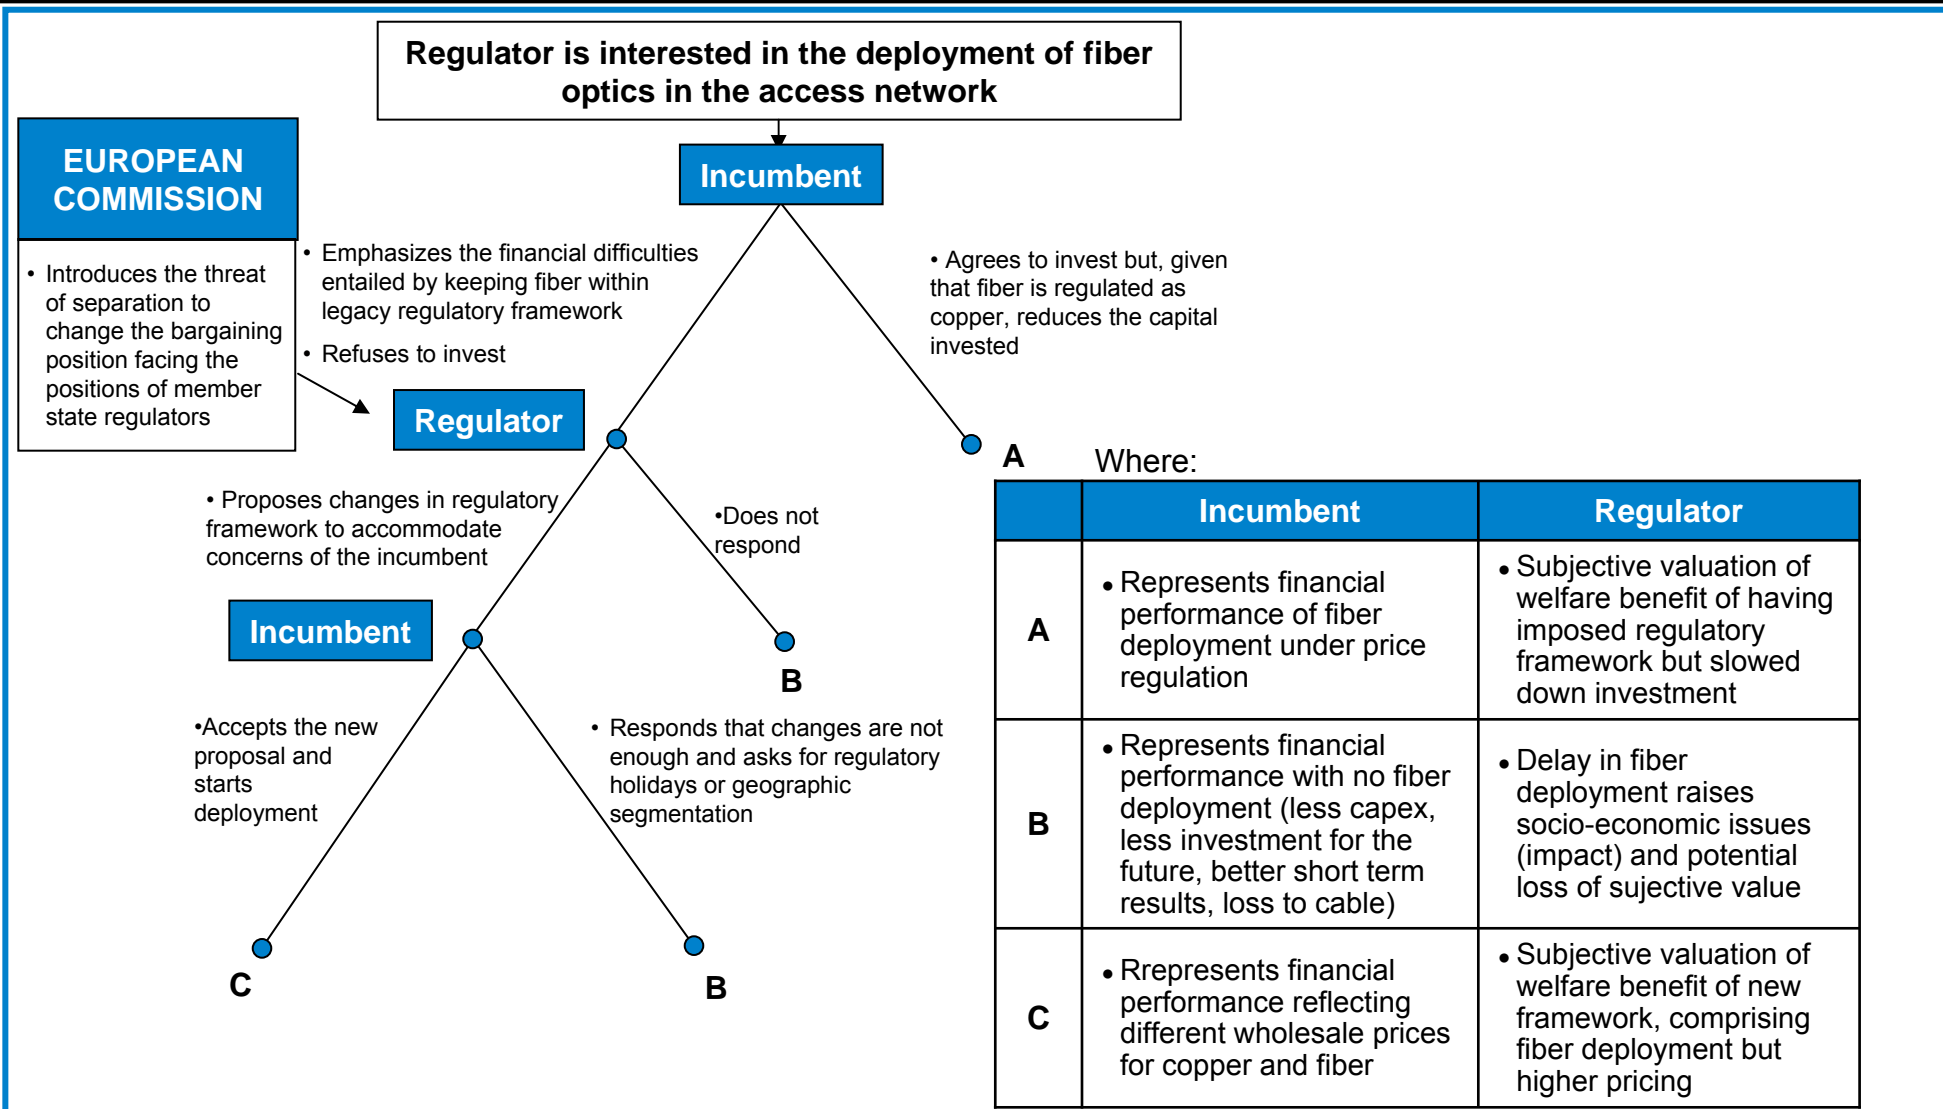 Regulator is interested in the deployment of fiber
optics in the access network
EUROPEAN
COMMISSION
• Introduces the threat
of separation to
change the bargaining
position facing the
positions of member
state regulators
Incumbent
• Emphasizes the financial difficulties
entailed by keeping fiber within
legacy regulatory framework
• Refuses to invest
• Agrees to invest but, given
that fiber is regulated as
copper, reduces the capital
invested
Regulator
A
• Proposes changes in regulatory
framework to accommodate
concerns of the incumbent
•Does not
respond
Incumbent
B
•Accepts the new
proposal and
starts
deployment
• Responds that changes are not
enough and asks for regulatory
holidays or geographic
segmentation
C
B
Where:
Incumbent
Regulator
A
• Represents financial
performance of fiber
deployment under price
regulation
• Subjective valuation of
welfare benefit of having
imposed regulatory
framework but slowed
down investment
B
• Represents financial
performance with no fiber
deployment (less capex,
less investment for the
future, better short term
results, loss to cable)
• Delay in fiber
deployment raises
socio-economic issues
(impact) and potential
loss of sujective value
C
• Rrepresents financial
performance reflecting
different wholesale prices
for copper and fiber
• Subjective valuation of
welfare benefit of new
framework, comprising
fiber deployment but
higher pricing